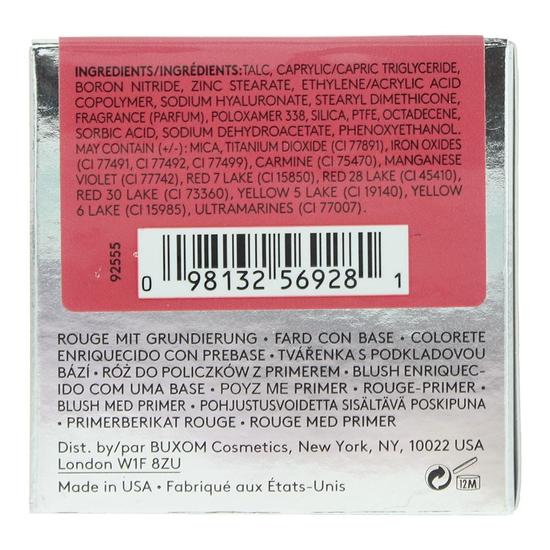 INGREDIENTS/INGRÉDIENTS:TALC, CAPRYLIC/CAPRIC TRIGLYCERIDE,
BORON NITRIDE, ZINC STEARATE, ETHYLENE/ACRYLIC ACID
COPOLYMER, SODIUM HYALURONATE, STEARYL DIMETHICONE,
FRAGRANCE (PARFUM), POLOXAMER 338, SILICA, PTFE, OCTADECENE,
SORBIC ACID, SODIUM DEHYDROACETATE, PHENOXYETHANOL.
MAY CONTAIN (+/-): MICA, TITANIUM DIOXIDE (CI 77891), IRON OXIDES
(CI 77491, CI 77492, CI 77499), CARMINE (CI 75470), MANGANESE
VIOLET (CI 77742), RED 7 LAKE (CI 15850), RED 28 LAKE (CI 45410),
RED 30 LAKE (CI 73360), YELLOW 5 LAKE (CI 19140), YELLOW
6 LAKE (CI 15985), ULTRAMARINES (CI 77007).
92555
0 98132 56928 1
ROUGE MIT GRUNDIERUNG • FARD CON BASE • COLORETE
ENRIQUECIDO CON PREBASE • TVÁŘENKA S PODKLADOVOU
BÁZÍ • RÓŻ DO POLICZKÓW Z PRIMEREM • BLUSH ENRIQUEC-
IDO COM UMA BASE • ΡΟΥΖ ΜΕ PRIMER • ROUGE-PRIMER •
BLUSH MED PRIMER • POHJUSTUSVOIDETTA SISÄLTÄVÄ POSKIPUNA
• PRIMERBERIKAT ROUGE • ROUGE MED PRIMER
Dist. by/par BUXOM Cosmetics, New York, NY, 10022 USA
London W1F 8ZU
Made in USA • Fabriqué aux États-Unis
12M